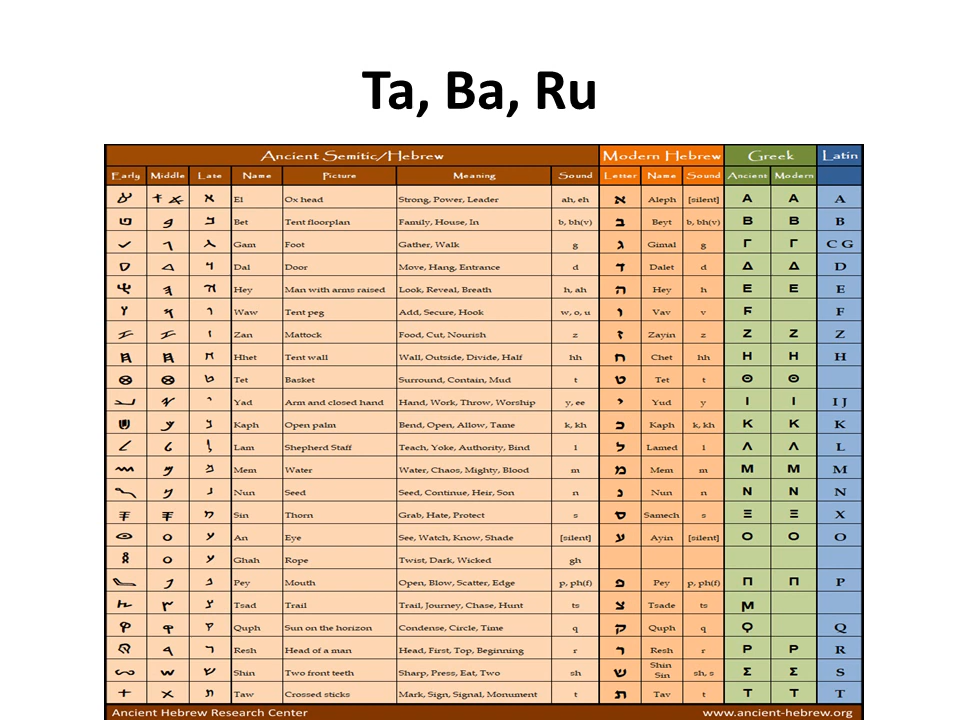 Ta, Ba, Ru
Ancient Semitic/Hebrew Modern Hebrew Greek Latin
Early Middle Late Name Picture Meaning Sound Letter Name Sound Ancient Modern
El Ox head Strong, Power, Leader ah, eh א Aleph [silent] Α Α A
Bet Tent floorplan Family, House, In b, bh(v) ב Beyt b, bh(v) Β Β B
Gam Foot Gather, Walk g ג Gimal g Γ Γ C G
Dal Door Move, Hang, Entrance d ד Dalet d Δ Δ D
Hey Man with arms raised Look, Reveal, Breath h, ah ה Hey h Ε Ε E
Waw Tent peg Add, Secure, Hook w, o, u ו Vav v Ϝ F
Zan Mattock Food, Cut, Nourish z ז Zayin z Ζ Ζ Z
Hhet Tent wall Wall, Outside, Divide, Half hh ח Chet hh Η Η H
Tet Basket Surround, Contain, Mud t ט Tet t Θ Θ
Yad Arm and closed hand Hand, Work, Throw, Worship y, ee י Yud y Ι Ι I J
Kaph Open palm Bend, Open, Allow, Tame k, kh כ Kaph k, kh Κ Κ K
Lam Shepherd Staff Teach, Yoke, Authority, Bind l ל Lamed l Λ Λ L
Mem Water Water, Chaos, Mighty, Blood m מ Mem m Μ Μ M
Nun Seed Seed, Continue, Heir, Son n נ Nun n Ν Ν N
Sin Thorn Grab, Hate, Protect s ס Samech s Ξ Ξ X
An Eye See, Watch, Know, Shade [silent] ע Ayin [silent] Ο Ο O
Ghah Rope Twist, Dark, Wicked gh
Pey Mouth Open, Blow, Scatter, Edge p, ph(f) פ Pey p, ph(f) Π Π P
Tsad Trail Trail, Journey, Chase, Hunt ts צ Tsade ts Ϻ
Quph Sun on the horizon Condense, Circle, Time q ק Quph q Ϙ Q
Resh Head of a man Head, First, Top, Beginning r ר Resh r Ρ Ρ R
Shin Two front teeth Sharp, Press, Eat, Two sh ש Shin Sin sh, s Σ Σ S
Taw Crossed sticks Mark, Sign, Signal, Monument t ת Tav t Τ Τ T
Ancient Hebrew Research Center www.ancient-hebrew.org